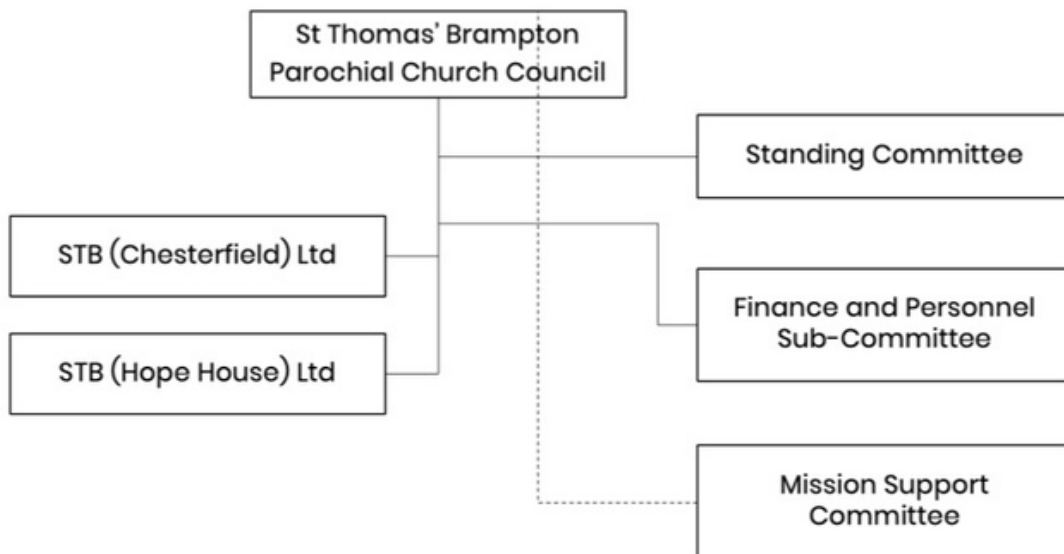 St Thomas' Brampton
Parochial Church Council
Standing Committee
STB (Chesterfield) Ltd
Finance and Personnel
Sub-Committee
STB (Hope House) Ltd
Mission Support
Committee